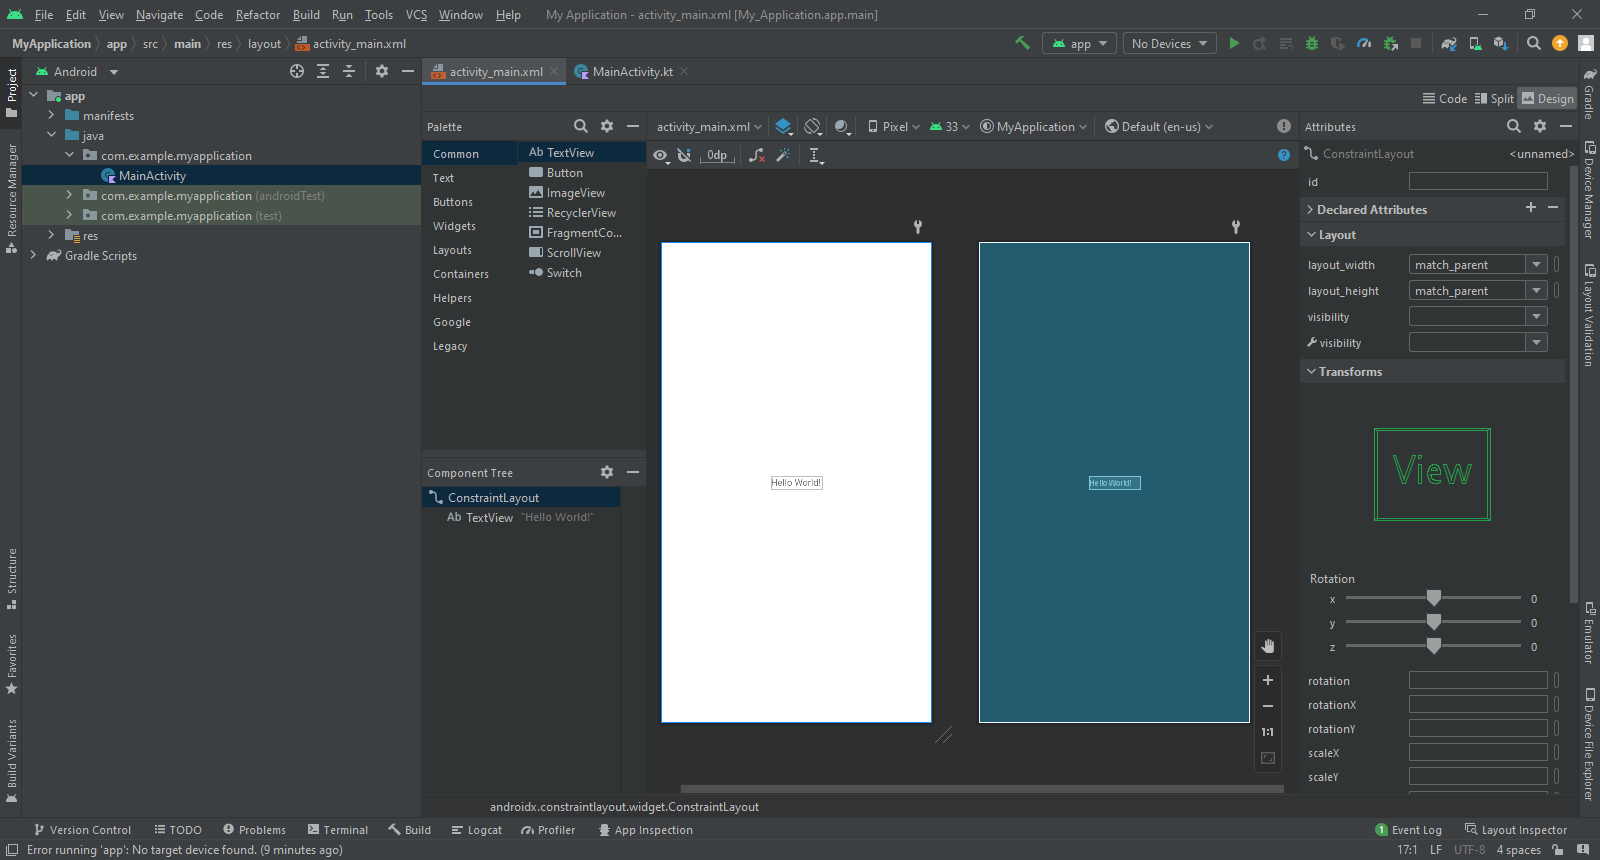 File Edit View Navigate Code Refactor Build Run Tools VCS Window Help My Application - activity_main.xml [My_Application.app.main]
MyApplication app src main res layout activity_main.xml app No Devices
Project
Resource Manager
Structure
Favorites
Build Variants
Android
app
manifests
java
com.example.myapplication
MainActivity
com.example.myapplication (androidTest)
com.example.myapplication (test)
res
Gradle Scripts
activity_main.xml MainActivity.kt
Code Split Design
Palette
Common
Text
Buttons
Widgets
Layouts
Containers
Helpers
Google
Legacy
Ab TextView
Button
ImageView
RecyclerView
FragmentCo...
ScrollView
Switch
Component Tree
ConstraintLayout
Ab TextView "Hello World!"
activity_main.xml Pixel 33 MyApplication Default (en-us)
0dp
Hello World!
Hello World!
1:1
androidx.constraintlayout.widget.ConstraintLayout
Attributes
ConstraintLayout <unnamed>
id
Declared Attributes
Layout
layout_width match_parent
layout_height match_parent
visibility
visibility
Transforms
View
Rotation
x 0
y 0
z 0
rotation
rotationX
rotationY
scaleX
scaleY
Gradle
Device Manager
Layout Validation
Emulator
Device File Explorer
Version Control TODO Problems Terminal Build Logcat Profiler App Inspection 1 Event Log Layout Inspector
Error running 'app': No target device found. (9 minutes ago) 17:1 LF UTF-8 4 spaces